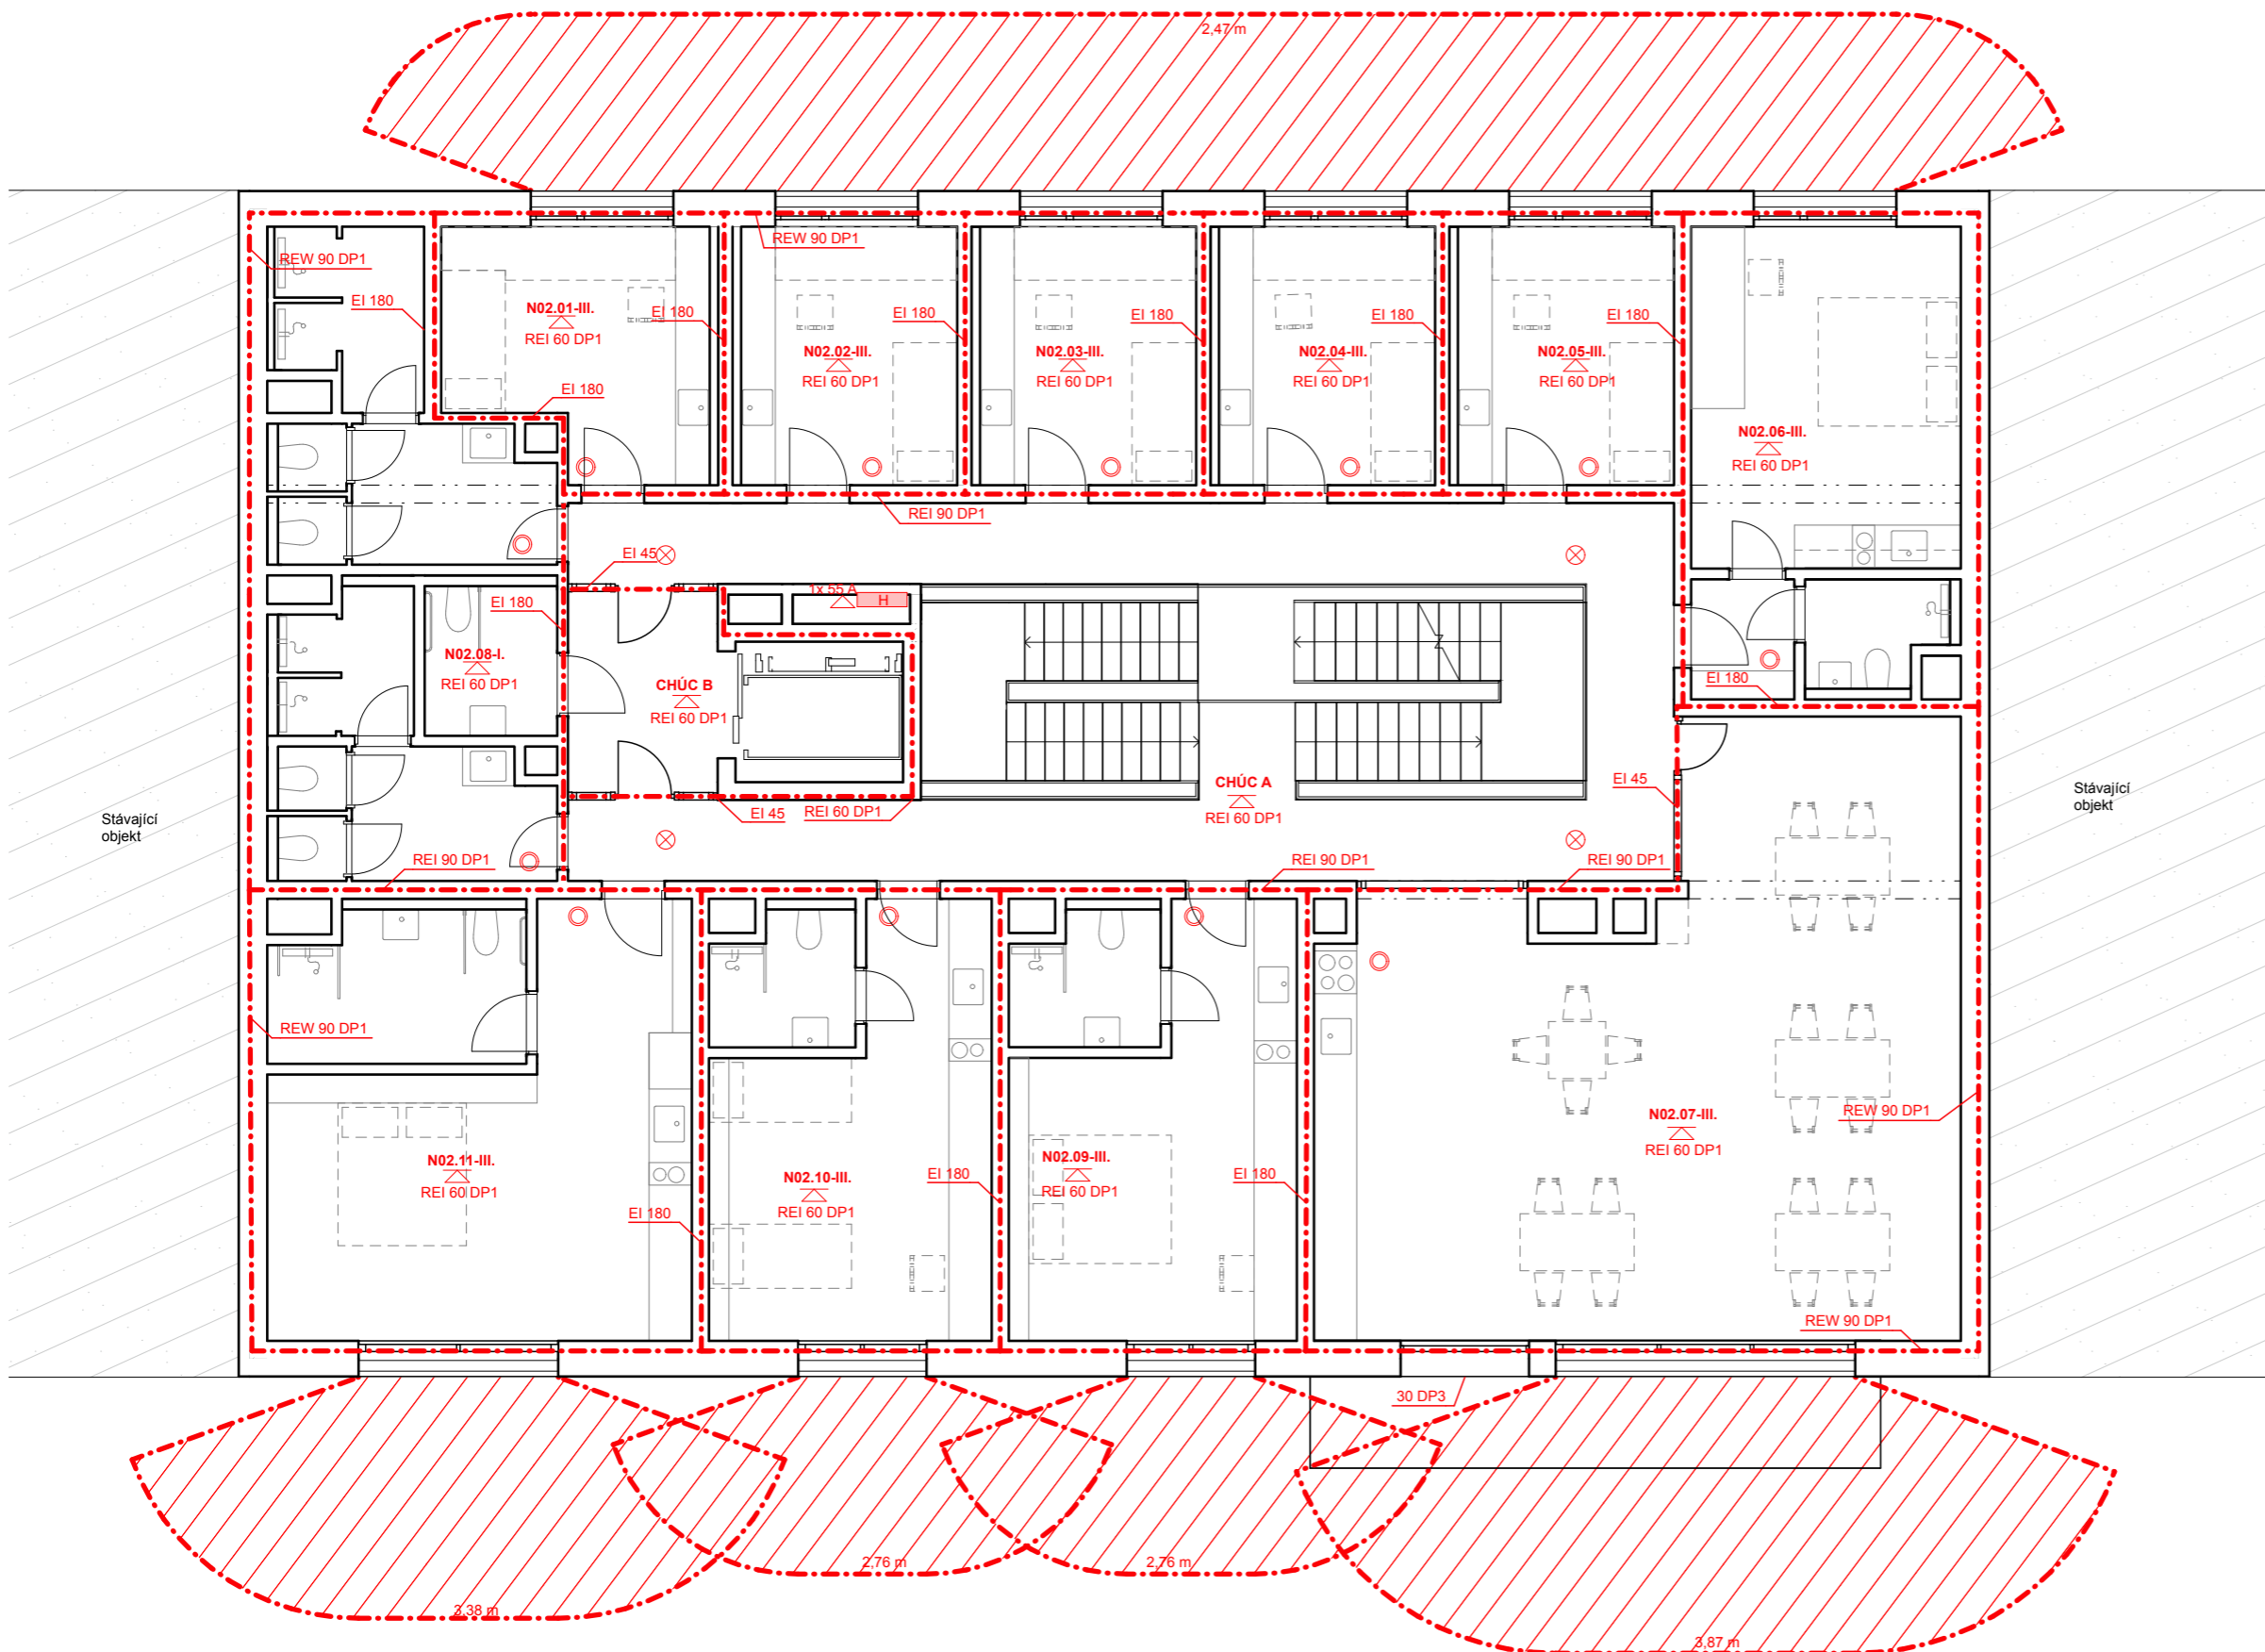 2,47 m
REW 90 DP1
REW 90 DP1
EI 180
N02.01-III.
REI 60 DP1
EI 180
EI 180
N02.02-III.
REI 60 DP1
EI 180
N02.03-III.
REI 60 DP1
EI 180
N02.04-III.
REI 60 DP1
EI 180
N02.05-III.
REI 60 DP1
EI 180
N02.06-III.
REI 60 DP1
REI 90 DP1
EI 45
1x 55 A
H
EI 180
N02.08-I.
REI 60 DP1
CHÚC B
REI 60 DP1
EI 180
EI 45
REI 60 DP1
CHÚC A
REI 60 DP1
EI 45
Stávající
objekt
Stávající
objekt
REI 90 DP1
REI 90 DP1
REI 90 DP1
REW 90 DP1
N02.11-III.
REI 60 DP1
EI 180
N02.10-III.
REI 60 DP1
EI 180
N02.09-III.
REI 60 DP1
EI 180
N02.07-III.
REI 60 DP1
REW 90 DP1
REW 90 DP1
30 DP3
3,38 m
2,76 m
2,76 m
3,87 m